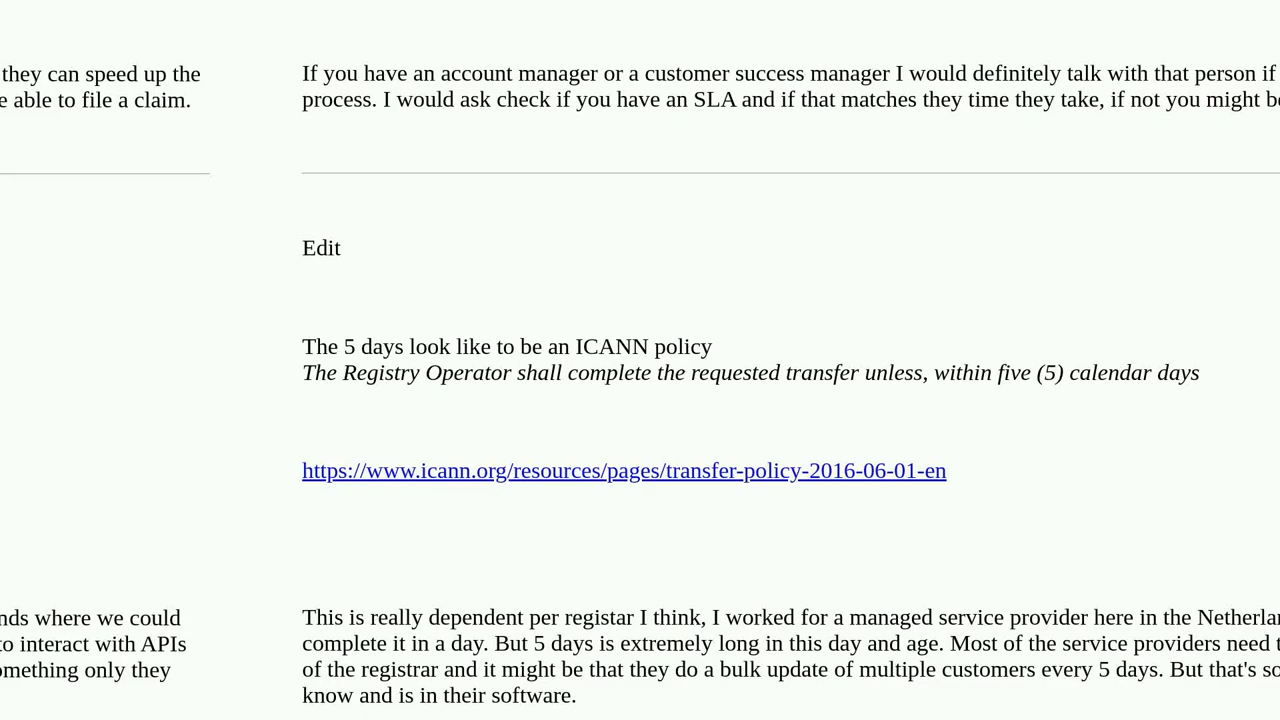 they can speed up the
e able to file a claim.
If you have an account manager or a customer success manager I would definitely talk with that person if
process. I would ask check if you have an SLA and if that matches they time they take, if not you might be
Edit
The 5 days look like to be an ICANN policy
The Registry Operator shall complete the requested transfer unless, within five (5) calendar days
https://www.icann.org/resources/pages/transfer-policy-2016-06-01-en
nds where we could
to interact with APIs
omething only they
This is really dependent per registar I think, I worked for a managed service provider here in the Netherlan
complete it in a day. But 5 days is extremely long in this day and age. Most of the service providers need t
of the registrar and it might be that they do a bulk update of multiple customers every 5 days. But that's so
know and is in their software.